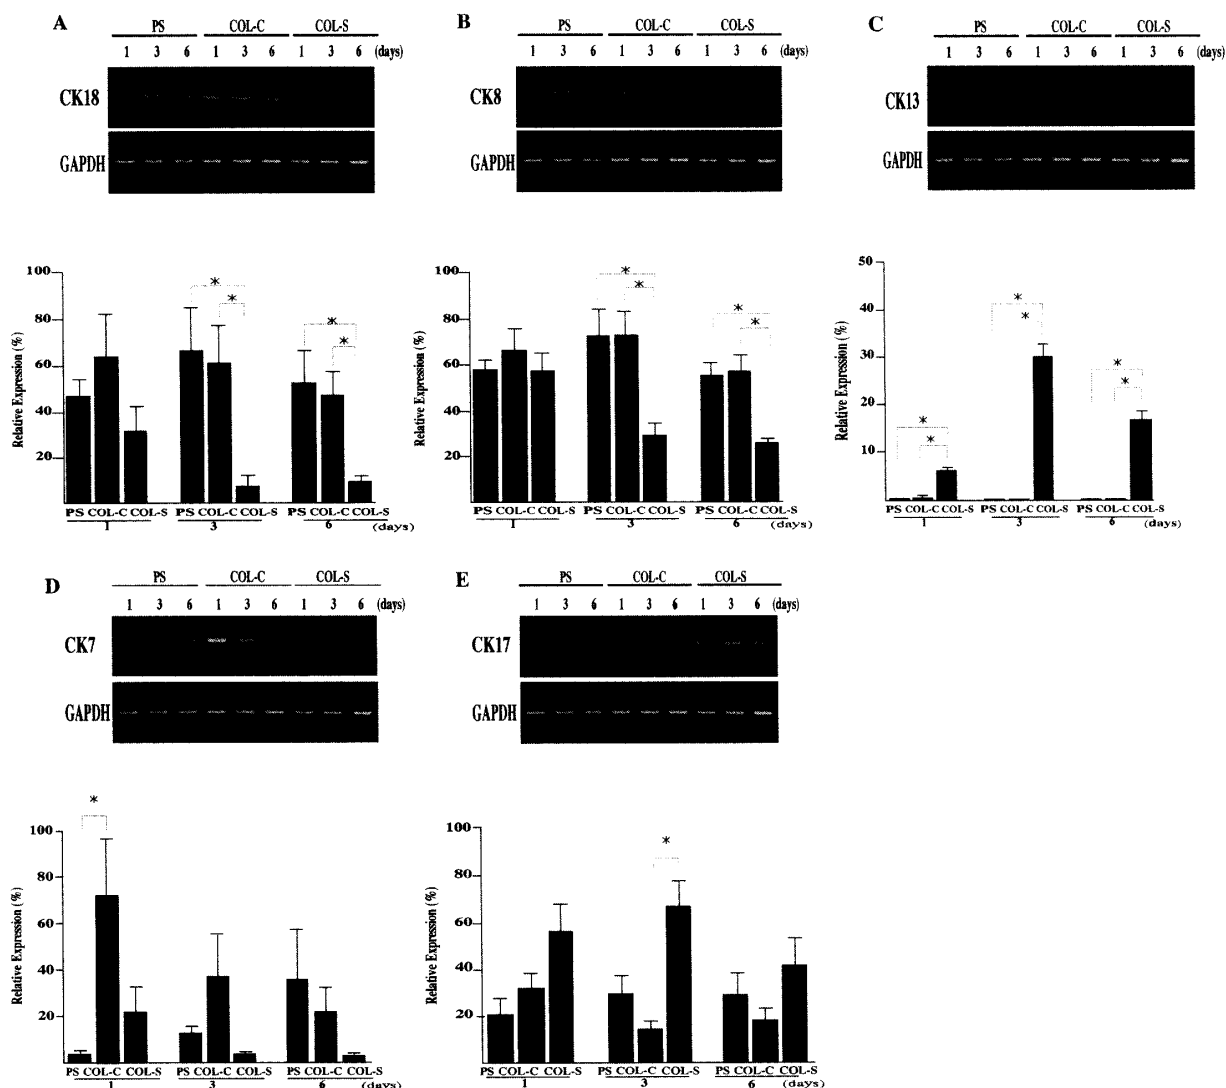 A PS COL-C COL-S
1 3 6 1 3 6 1 3 6 (days)
CK18
GAPDH
B PS COL-C COL-S
1 3 6 1 3 6 1 3 6 (days)
CK8
GAPDH
C PS COL-C COL-S
1 3 6 1 3 6 1 3 6 (days)
CK13
GAPDH
Relative Expression (%)
100
80
60
40
20
* * * *
PS COL-C COL-S PS COL-C COL-S PS COL-C COL-S
1 3 6 (days)
Relative Expression (%)
100
80
60
40
20
* * * *
PS COL-C COL-S PS COL-C COL-S PS COL-C COL-S
1 3 6 (days)
Relative Expression (%)
50
40
30
20
10
* * * * * *
PS COL-C COL-S PS COL-C COL-S PS COL-C COL-S
1 3 6 (days)
D PS COL-C COL-S
1 3 6 1 3 6 1 3 6 (days)
CK7
GAPDH
E PS COL-C COL-S
1 3 6 1 3 6 1 3 6 (days)
CK17
GAPDH
Relative Expression (%)
100
80
60
40
20
*
PS COL-C COL-S PS COL-C COL-S PS COL-C COL-S
1 3 6 (days)
Relative Expression (%)
100
80
60
40
20
*
PS COL-C COL-S PS COL-C COL-S PS COL-C COL-S
1 3 6 (days)